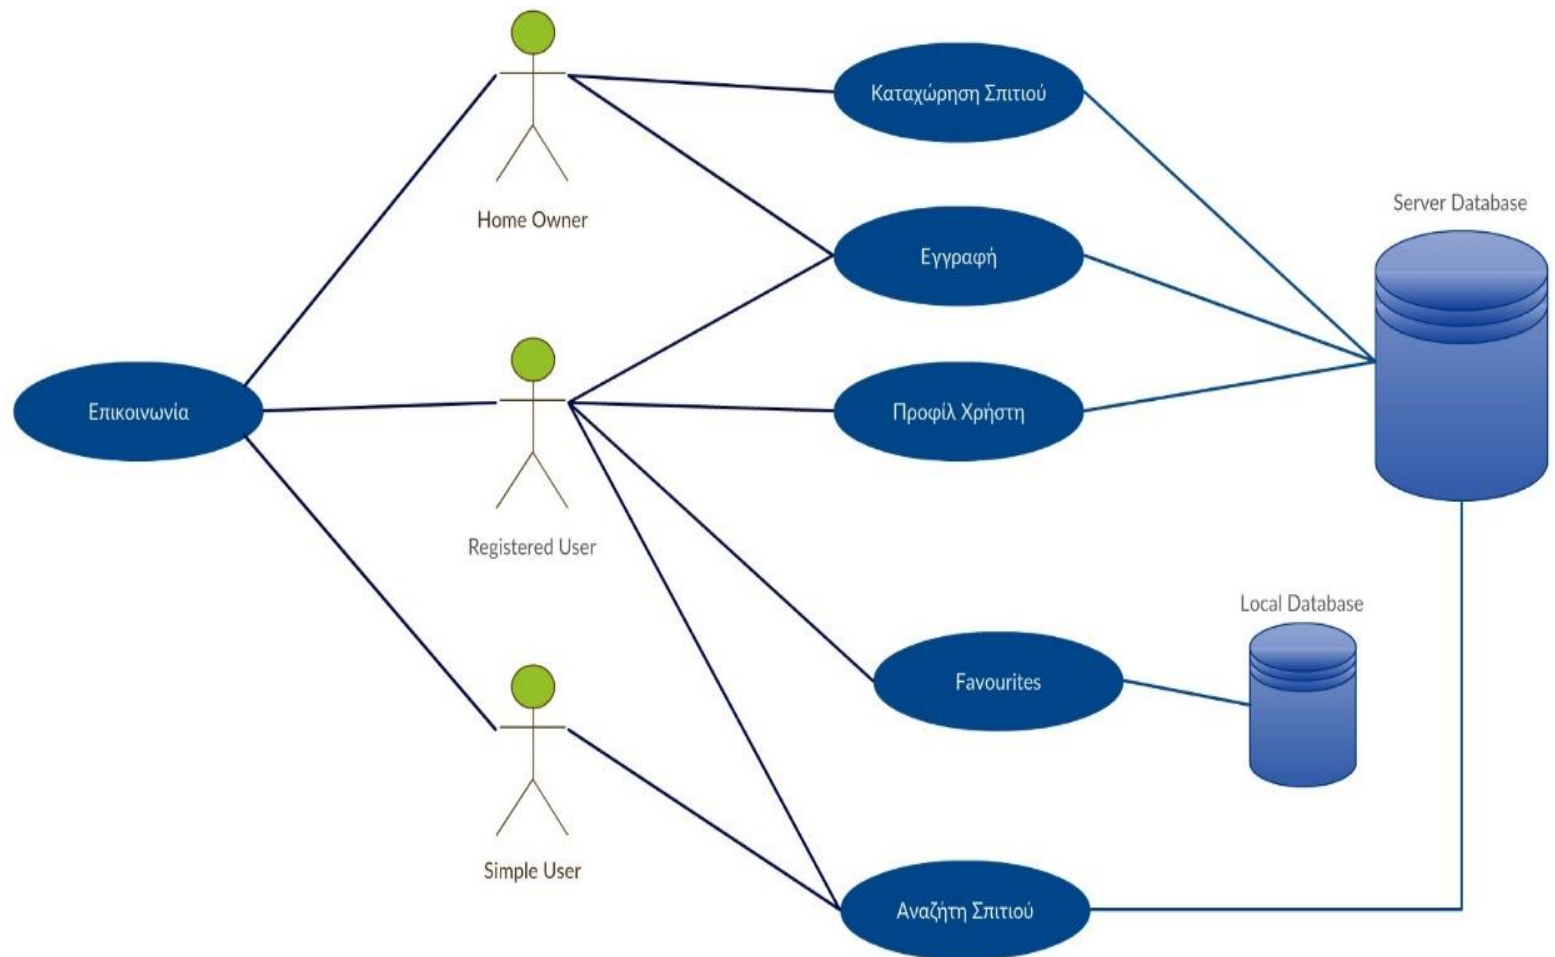 Καταχώρηση Σπιτιού
Server Database
Home Owner
Εγγραφή
Επικοινωνία
Προφίλ Χρήστη
Registered User
Local Database
Favourites
Simple User
Αναζήτη Σπιτιού